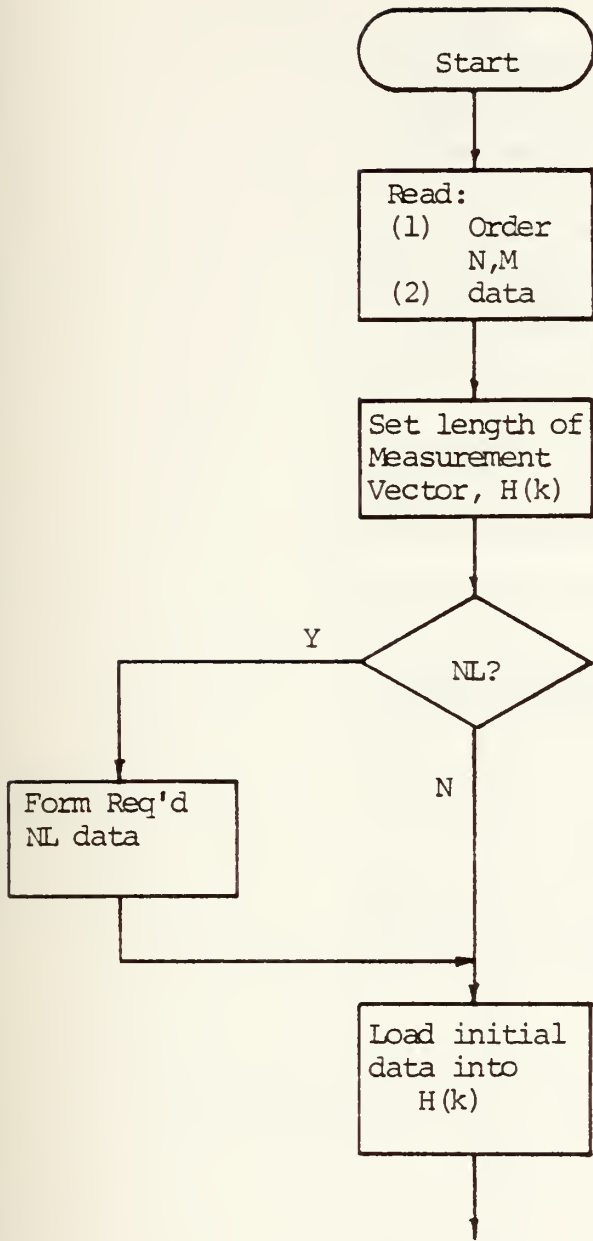 Start
Read:
(1) Order
N,M
(2) data
Set length of
Measurement
Vector, H(k)
NL?
Y
N
Form Req'd
NL data
Load initial
data into
H(k)